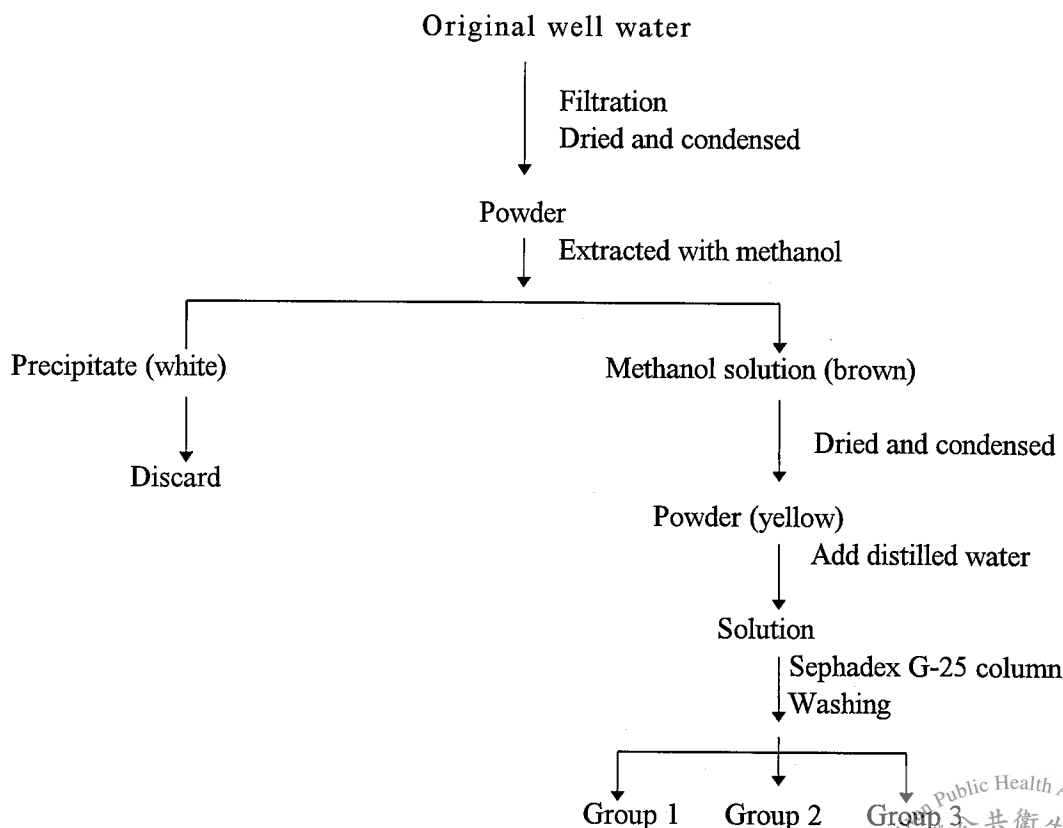 Original well water
Filtration
Dried and condensed
Powder
Extracted with methanol
Precipitate (white)
Methanol solution (brown)
Discard
Dried and condensed
Powder (yellow)
Add distilled water
Solution
Sephadex G-25 column
Washing
Group 1
Group 2
Group 3
Public Health
共衛